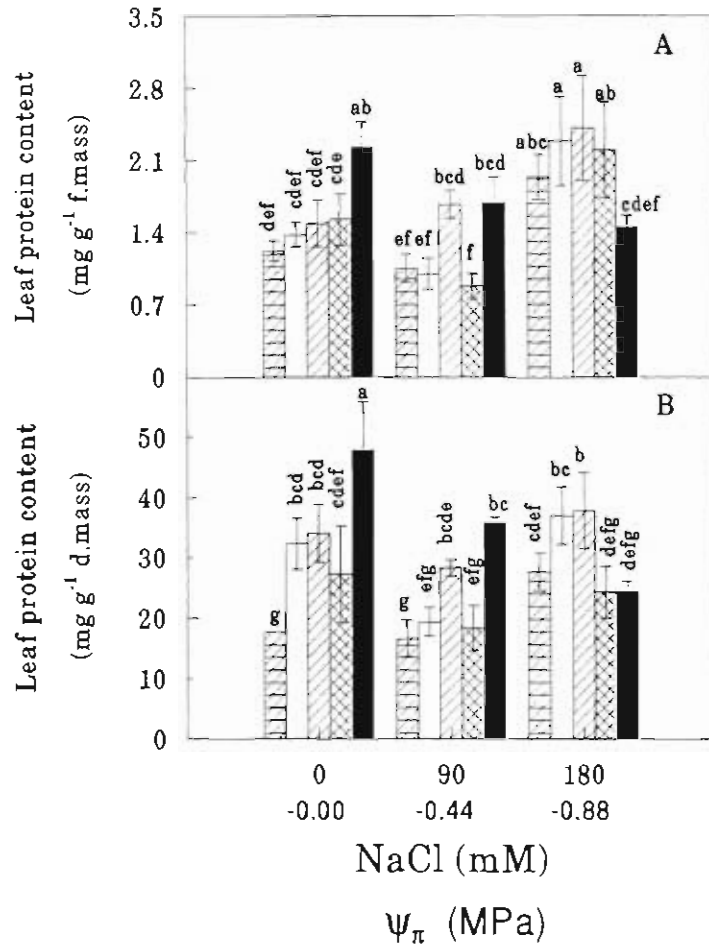 3.5
A
2.8
ab
a
a
ab
abc
2.1
bcd
bcd
Leaf protein content
(mg g⁻¹ f.mass)
def
cdef
cdef
cde
cdef
1.4
ef
ef
f
0.7
0
B
a
50
bcd
bcd
cdef
bc
bc
b
40
bcde
cdef
defg
defg
Leaf protein content
(mg g⁻¹ d.mass)
30
g
efg
efg
g
20
10
0
0
90
180
-0.00
-0.44
-0.88
NaCl (mM)
ψπ (MPa)